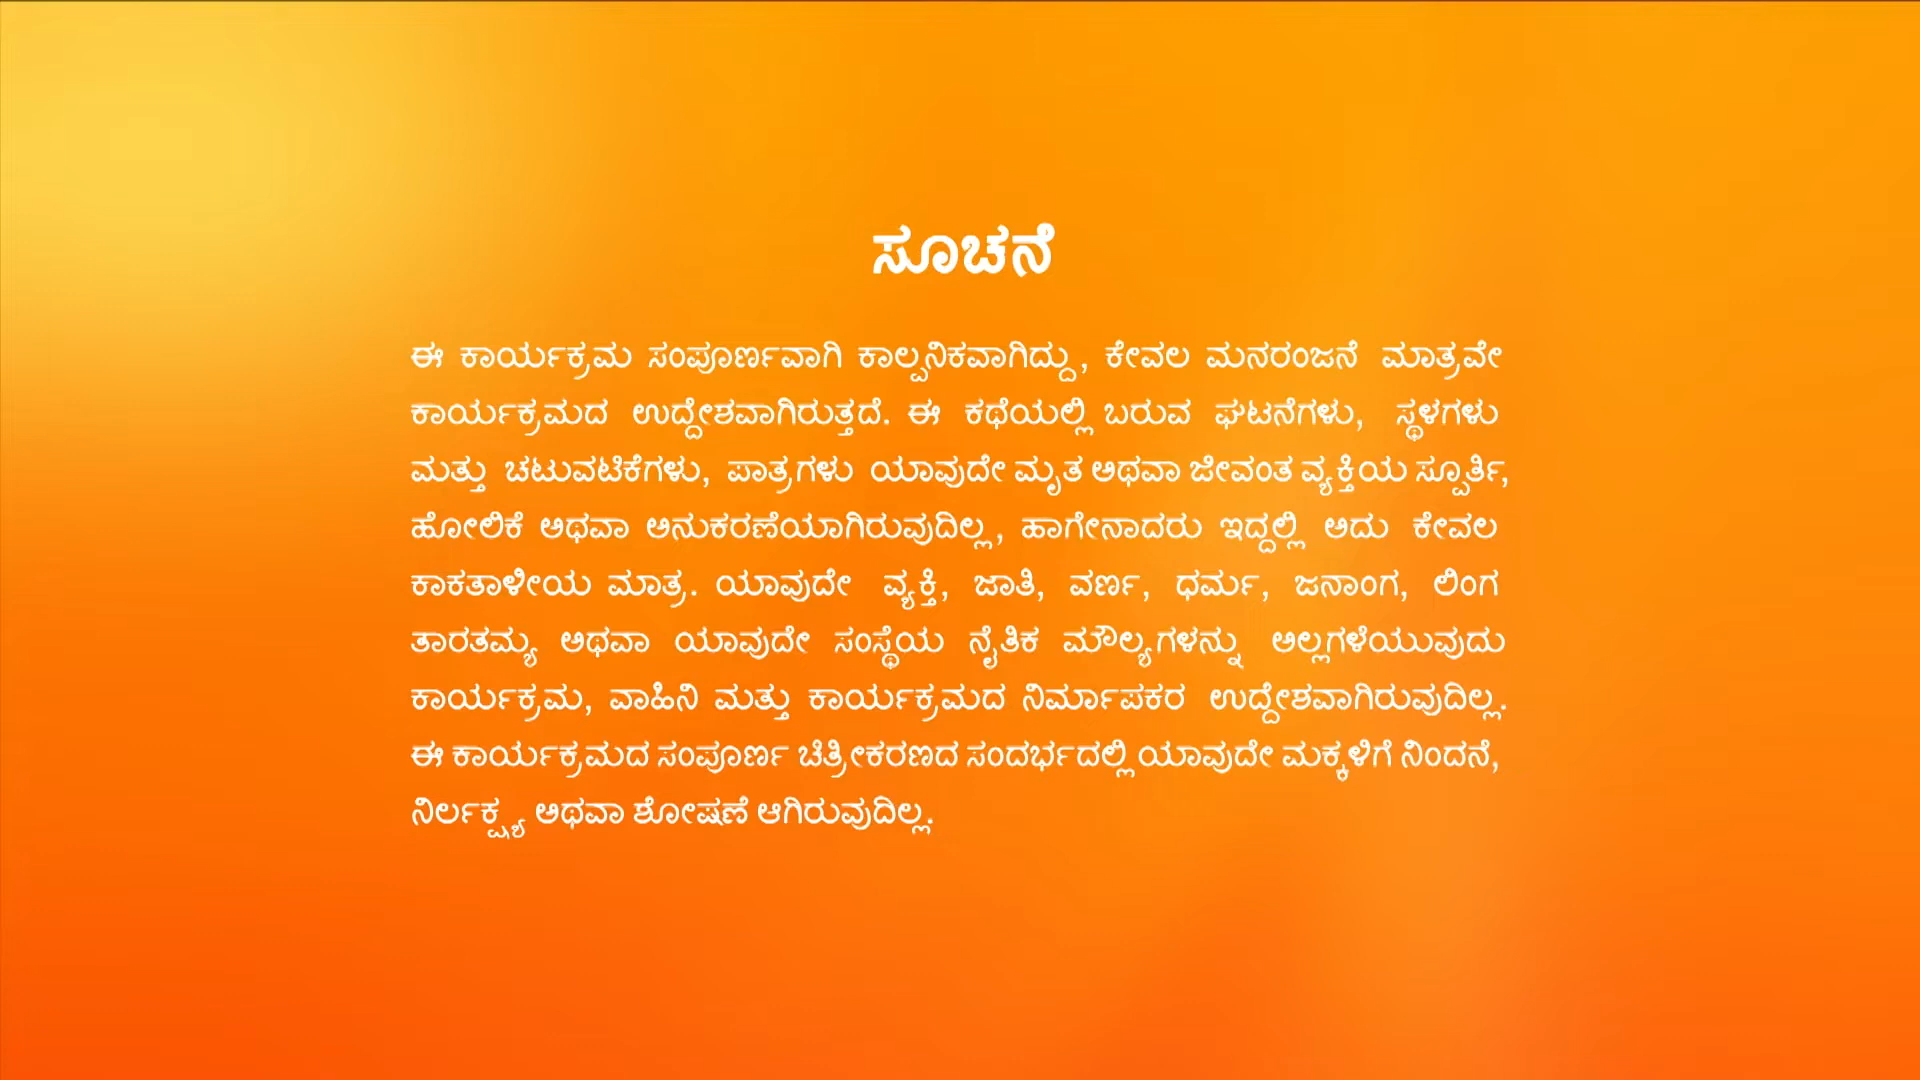 ಸೂಚನೆ
ಈ ಕಾರ್ಯಕ್ರಮ ಸಂಪೂರ್ಣವಾಗಿ ಕಾಲ್ಪನಿಕವಾಗಿದ್ದು, ಕೇವಲ ಮನರಂಜನೆ ಮಾತ್ರವೇ
ಕಾರ್ಯಕ್ರಮದ ಉದ್ದೇಶವಾಗಿರುತ್ತದೆ. ಈ ಕಥೆಯಲ್ಲಿ ಬರುವ ಘಟನೆಗಳು, ಸ್ಥಳಗಳು
ಮತ್ತು ಚಟುವಟಿಕೆಗಳು, ಪಾತ್ರಗಳು ಯಾವುದೇ ಮೃತ ಅಥವಾ ಜೀವಂತ ವ್ಯಕ್ತಿಯ ಸ್ಪೂರ್ತಿ,
ಹೋಲಿಕೆ ಅಥವಾ ಅನುಕರಣೆಯಾಗಿರುವುದಿಲ್ಲ, ಹಾಗೇನಾದರು ಇದ್ದಲ್ಲಿ ಅದು ಕೇವಲ
ಕಾಕತಾಳೀಯ ಮಾತ್ರ. ಯಾವುದೇ ವ್ಯಕ್ತಿ, ಜಾತಿ, ವರ್ಣ, ಧರ್ಮ, ಜನಾಂಗ, ಲಿಂಗ
ತಾರತಮ್ಯ ಅಥವಾ ಯಾವುದೇ ಸಂಸ್ಥೆಯ ನೈತಿಕ ಮೌಲ್ಯಗಳನ್ನು ಅಲ್ಲಗಳೆಯುವುದು
ಕಾರ್ಯಕ್ರಮ, ವಾಹಿನಿ ಮತ್ತು ಕಾರ್ಯಕ್ರಮದ ನಿರ್ಮಾಪಕರ ಉದ್ದೇಶವಾಗಿರುವುದಿಲ್ಲ.
ಈ ಕಾರ್ಯಕ್ರಮದ ಸಂಪೂರ್ಣ ಚಿತ್ರೀಕರಣದ ಸಂದರ್ಭದಲ್ಲಿ ಯಾವುದೇ ಮಕ್ಕಳಿಗೆ ನಿಂದನೆ,
ನಿರ್ಲಕ್ಷ್ಯ ಅಥವಾ ಶೋಷಣೆ ಆಗಿರುವುದಿಲ್ಲ.